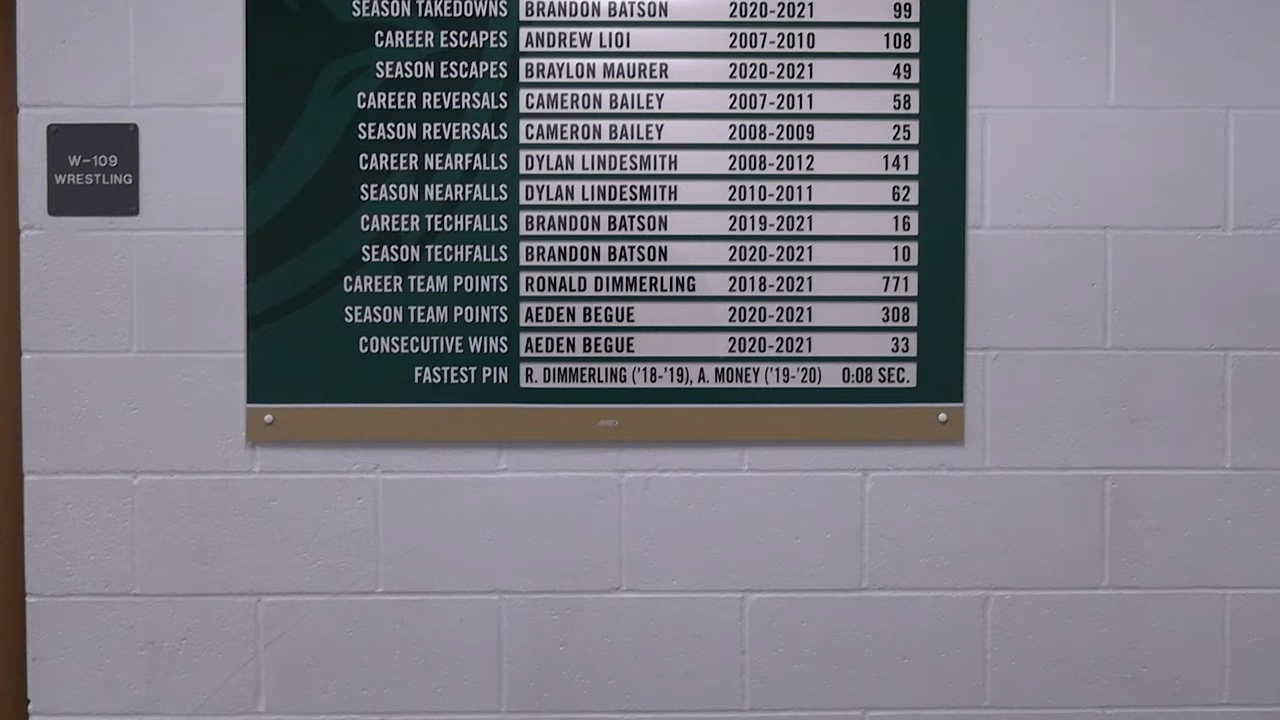 SEASON TAKEDOWNS BRANDON BATSON 2020-2021 99
CAREER ESCAPES ANDREW LIOI 2007-2010 108
SEASON ESCAPES BRAYLON MAURER 2020-2021 49
CAREER REVERSALS CAMERON BAILEY 2007-2011 58
SEASON REVERSALS CAMERON BAILEY 2008-2009 25
CAREER NEARFALLS DYLAN LINDESMITH 2008-2012 141
SEASON NEARFALLS DYLAN LINDESMITH 2010-2011 62
CAREER TECHFALLS BRANDON BATSON 2019-2021 16
SEASON TECHFALLS BRANDON BATSON 2020-2021 10
CAREER TEAM POINTS RONALD DIMMERLING 2018-2021 771
SEASON TEAM POINTS AEDEN BEGUE 2020-2021 308
CONSECUTIVE WINS AEDEN BEGUE 2020-2021 33
FASTEST PIN R. DIMMERLING ('18-'19), A. MONEY ('19-'20) 0:08 SEC.
W-109
WRESTLING